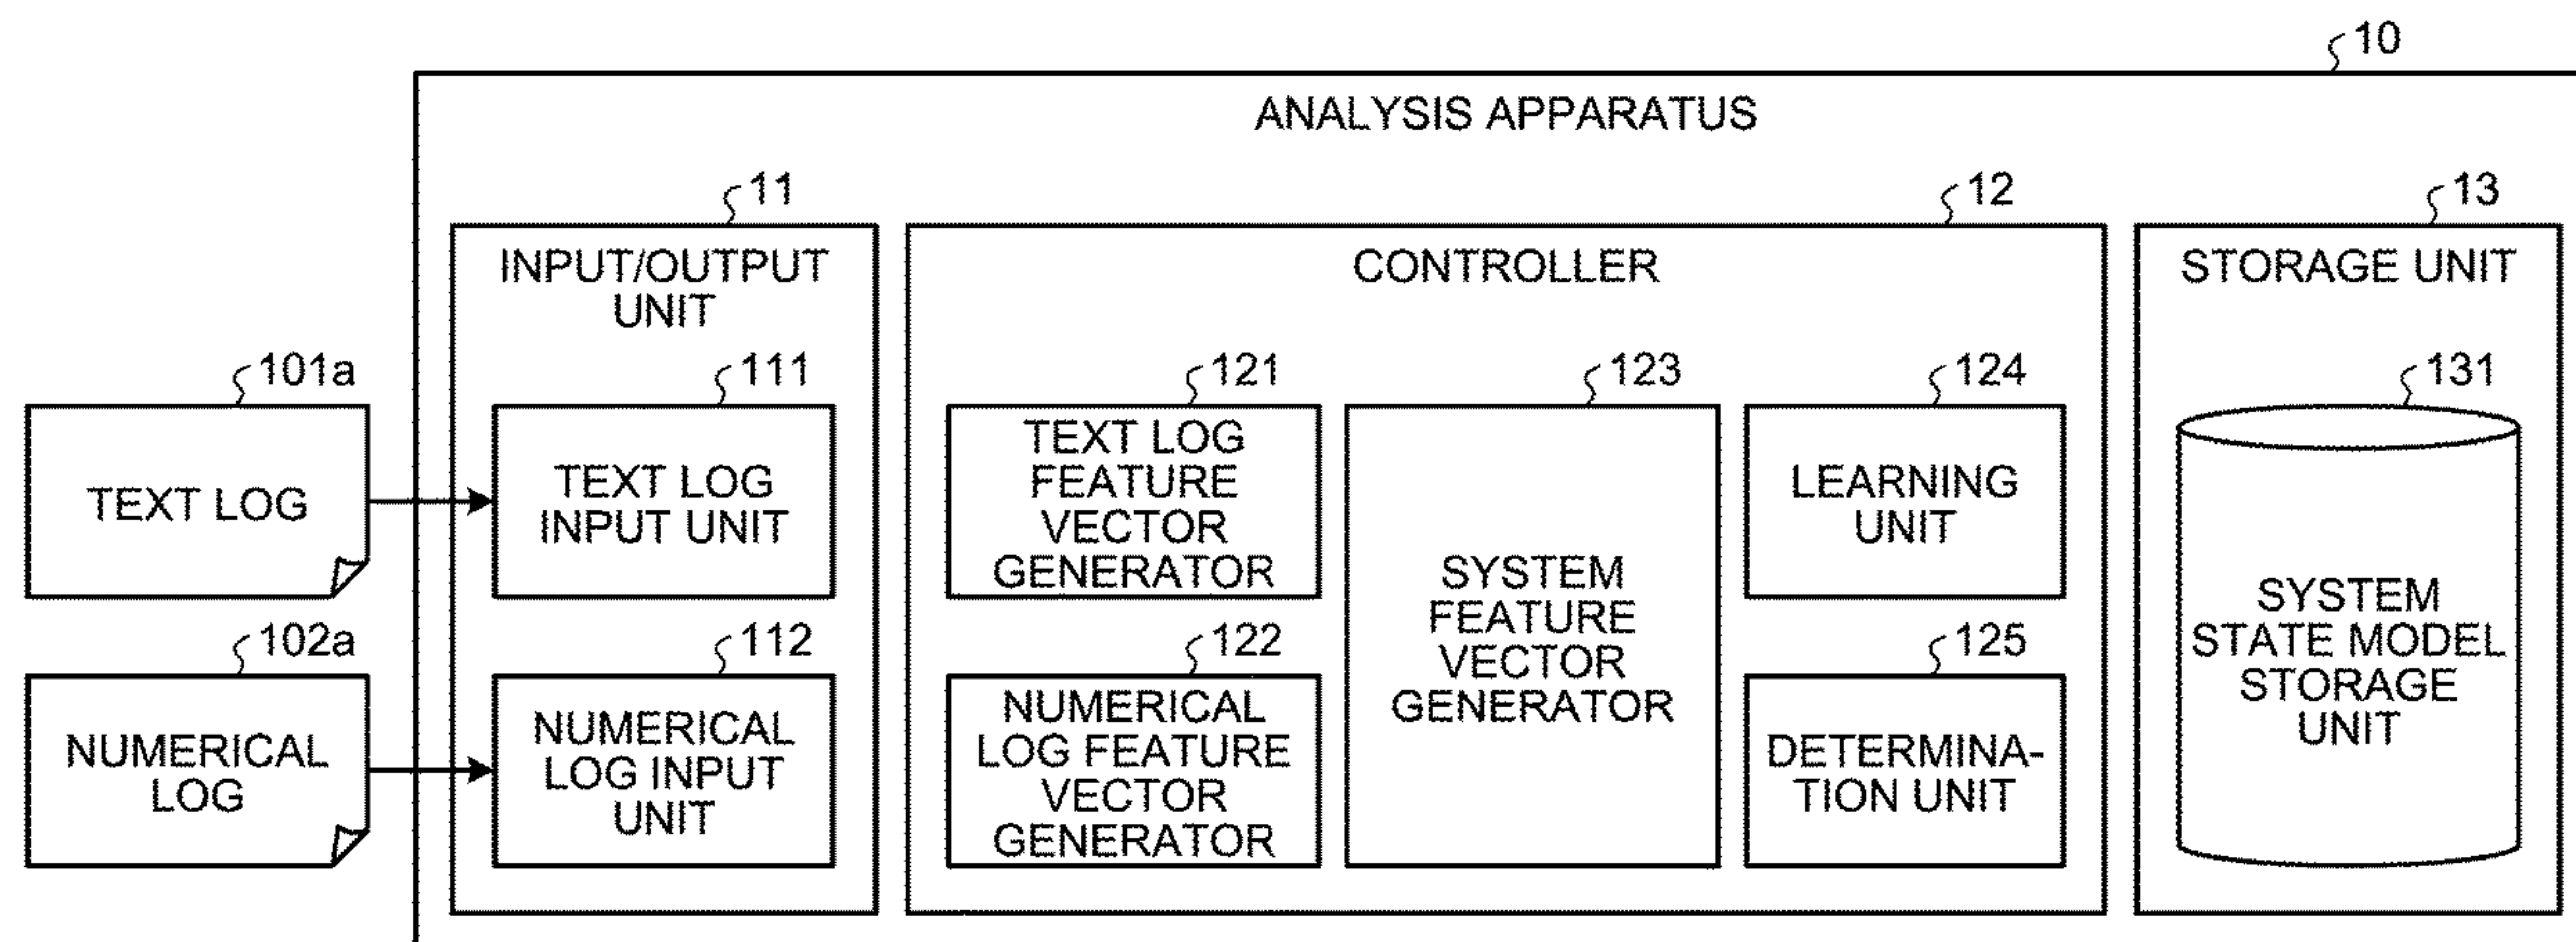 10
ANALYSIS APPARATUS
11
12
13
INPUT/OUTPUT
UNIT
CONTROLLER
STORAGE UNIT
101a
111
121
123
124
131
TEXT LOG
TEXT LOG
INPUT UNIT
TEXT LOG
FEATURE
VECTOR
GENERATOR
SYSTEM
FEATURE
VECTOR
GENERATOR
LEARNING
UNIT
SYSTEM
STATE MODEL
STORAGE
UNIT
102a
112
122
125
NUMERICAL
LOG
NUMERICAL
LOG INPUT
UNIT
NUMERICAL
LOG FEATURE
VECTOR
GENERATOR
DETERMINA-
TION UNIT